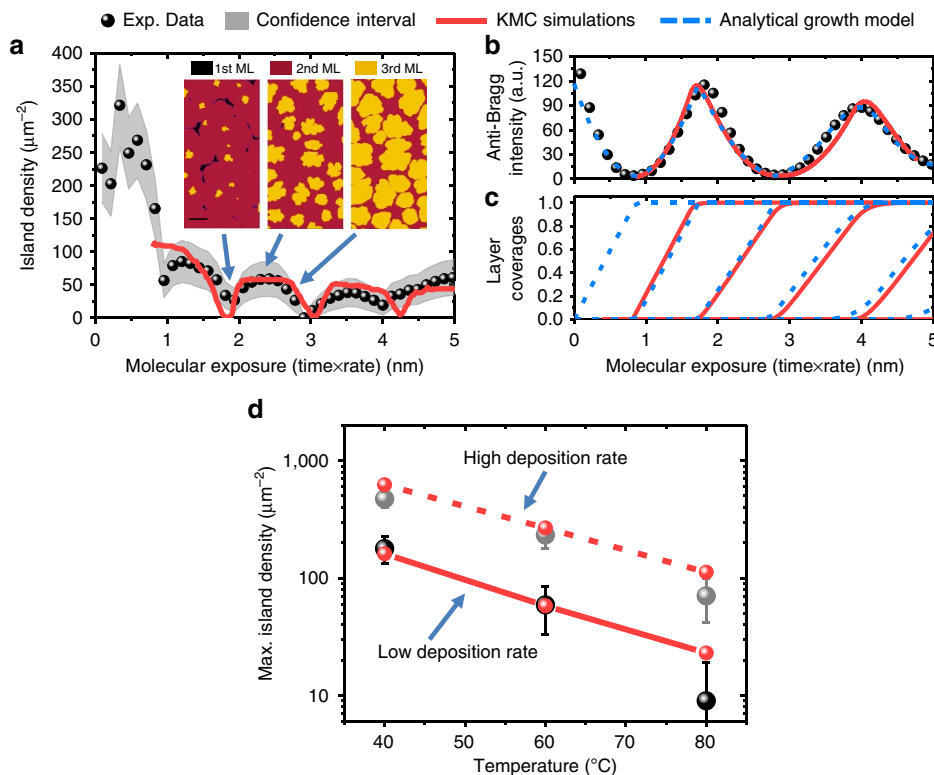 Exp. Data Confidence interval KMC simulations Analytical growth model
a
400
350
300
250
200
150
100
50
0
Island density (μm⁻²)
1st ML 2nd ML 3rd ML
0 1 2 3 4 5
Molecular exposure (time×rate) (nm)
b
150
120
90
60
30
0
Anti-Bragg
intensity (a.u.)
c
1.0
0.8
0.6
0.4
0.2
0.0
Layer
coverages
0 1 2 3 4 5
Molecular exposure (time×rate) (nm)
d
1,000
100
10
Max. island density (μm⁻²)
High deposition rate
Low deposition rate
40 50 60 70 80
Temperature (°C)